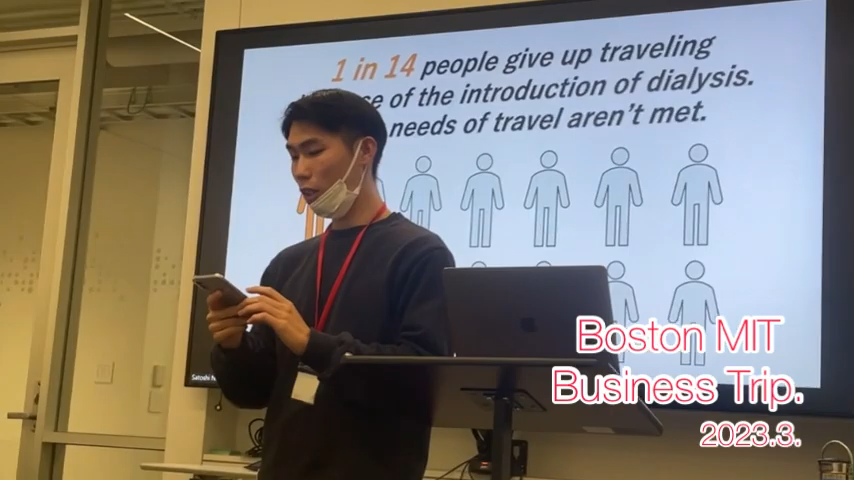 1 in 14 people give up traveling
of the introduction of dialysis.
needs of travel aren't met.
Satoshi
Boston MIT
Business Trip.
2023.3.